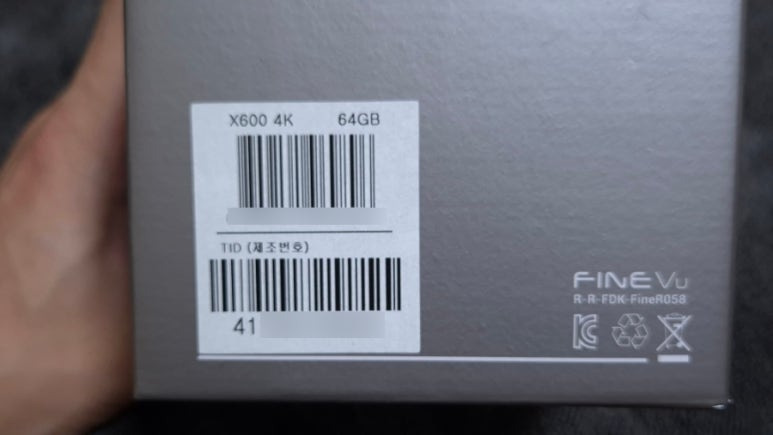 X600 4K 64GB
TID (제조번호)
41
FINEVu
R-R-FDK-FineR058